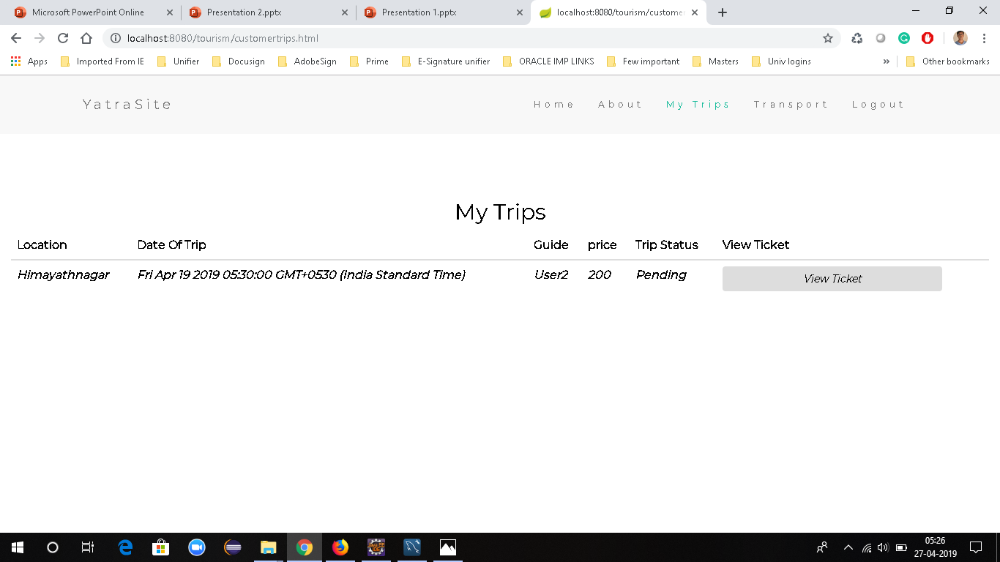 Microsoft PowerPoint Online Presentation 2.pptx Presentation 1.pptx localhost:8080/tourism/custome
localhost:8080/tourism/customertrips.html
Apps Imported From IE Unifier Docusign AdobeSign Prime E-Signature unifier ORACLE IMP LINKS Few important Masters Univ logins » Other bookmarks
YatraSite Home About My Trips Transport Logout
My Trips
Location Date Of Trip Guide price Trip Status View Ticket
Himayathnagar Fri Apr 19 2019 05:30:00 GMT+0530 (India Standard Time) User2 200 Pending View Ticket
05:26
27-04-2019